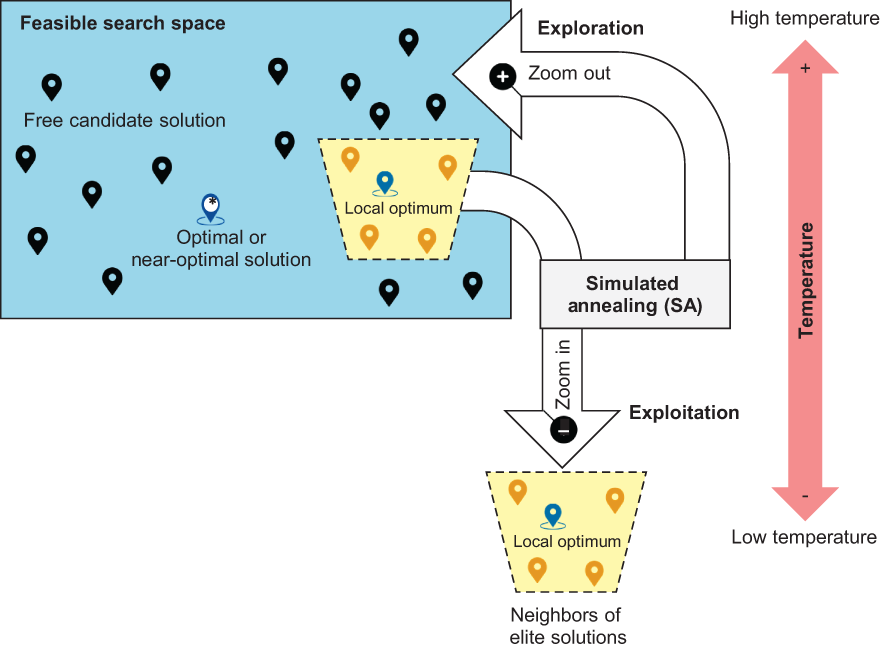 Feasible search space
Free candidate solution
*
Optimal or
near-optimal solution
Local optimum
Exploration
+
Zoom out
Simulated
annealing (SA)
Zoom in
–
Exploitation
Local optimum
Neighbors of
elite solutions
High temperature
+
Temperature
-
Low temperature